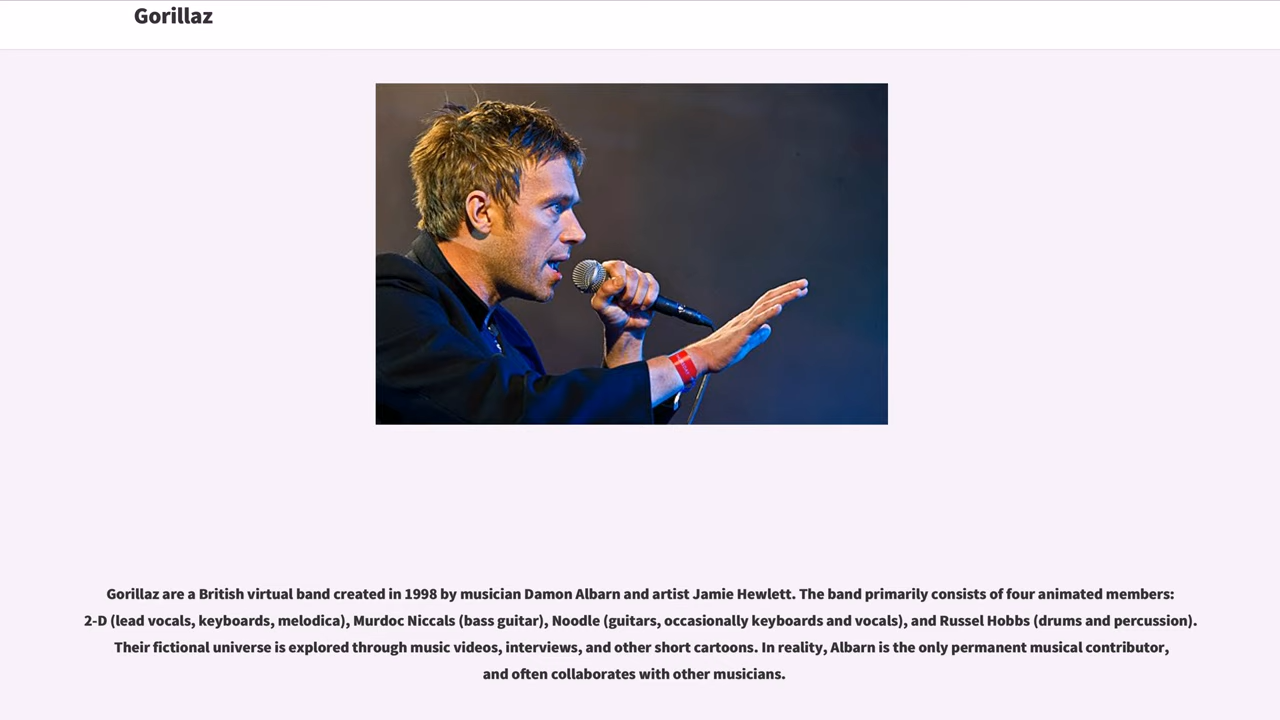 Gorillaz
Gorillaz are a British virtual band created in 1998 by musician Damon Albarn and artist Jamie Hewlett. The band primarily consists of four animated members:
2-D (lead vocals, keyboards, melodica), Murdoc Niccals (bass guitar), Noodle (guitars, occasionally keyboards and vocals), and Russel Hobbs (drums and percussion).
Their fictional universe is explored through music videos, interviews, and other short cartoons. In reality, Albarn is the only permanent musical contributor,
and often collaborates with other musicians.